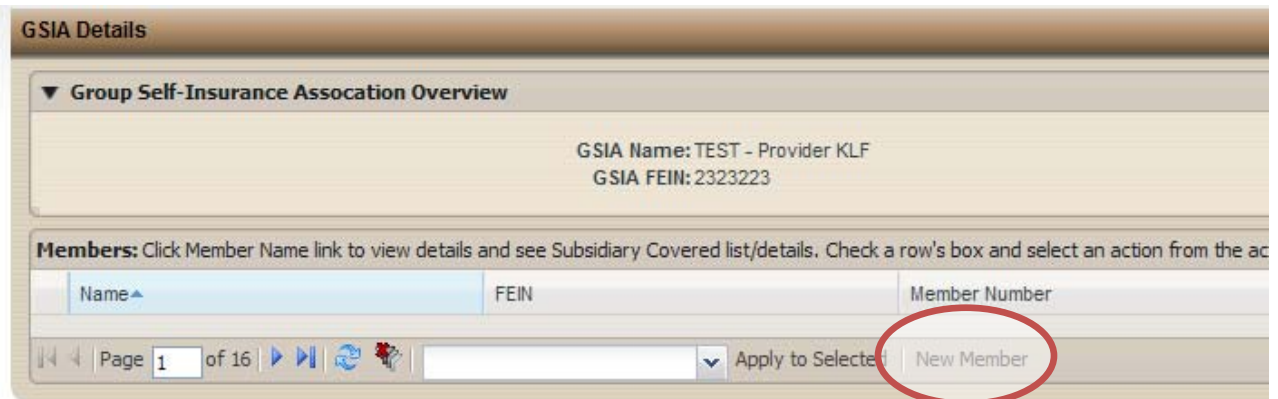 GSIA Details
▼ Group Self-Insurance Assocation Overview
GSIA Name: TEST - Provider KLF
GSIA FEIN: 2323223
Members: Click Member Name link to view details and see Subsidiary Covered list/details. Check a row's box and select an action from the ac
Name FEIN Member Number
Page 1 of 16 Apply to Selected New Member